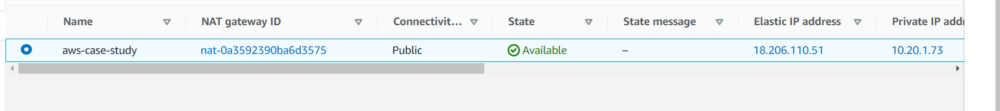 Name NAT gateway ID Connectivit... State State message Elastic IP address Private IP addr
aws-case-study nat-0a3592390ba6d3575 Public Available – 18.206.110.51 10.20.1.73